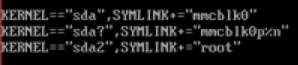 KERNEL=="sda",SYMLINK+="mmcblk0"
KERNEL=="sda?",SYMLINK+="mmcblk0p%n"
KERNEL=="sda2",SYMLINK+="root"